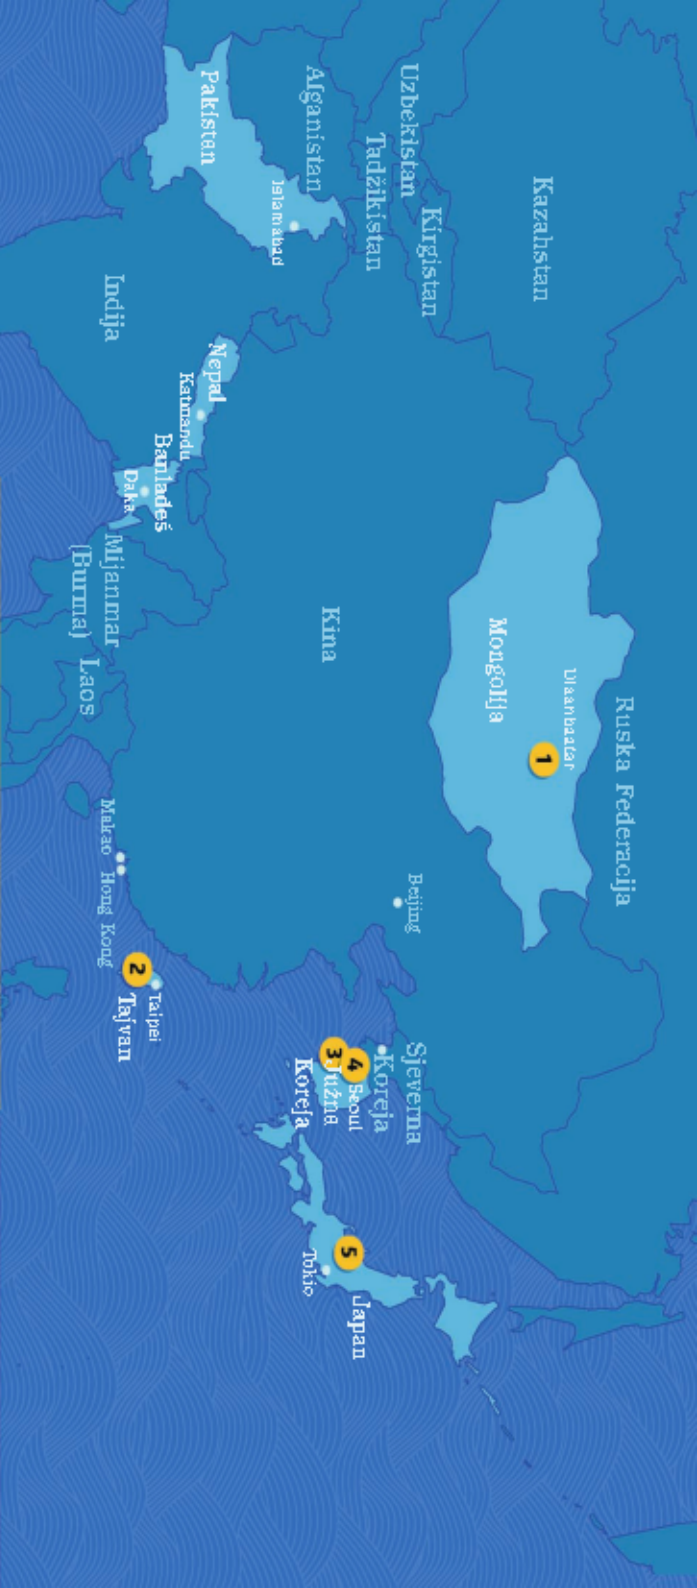 Ruska Federacija
Kazahstan
Ulaanbaatar
1
Mongolija
Uzbekistan
Kirgistan
Tadžikistan
Afganistan
Beijing
Sjeverna
Koreja
Kina
4
Seoul
3
Južna
Koreja
5
Japan
Tokio
Pakistan
Islamabad
Nepal
Katmandu
Banladeš
Daka
Indija
Mijanmar
(Burma)
Laos
Taipei
2
Tajvan
Makao
Hong Kong